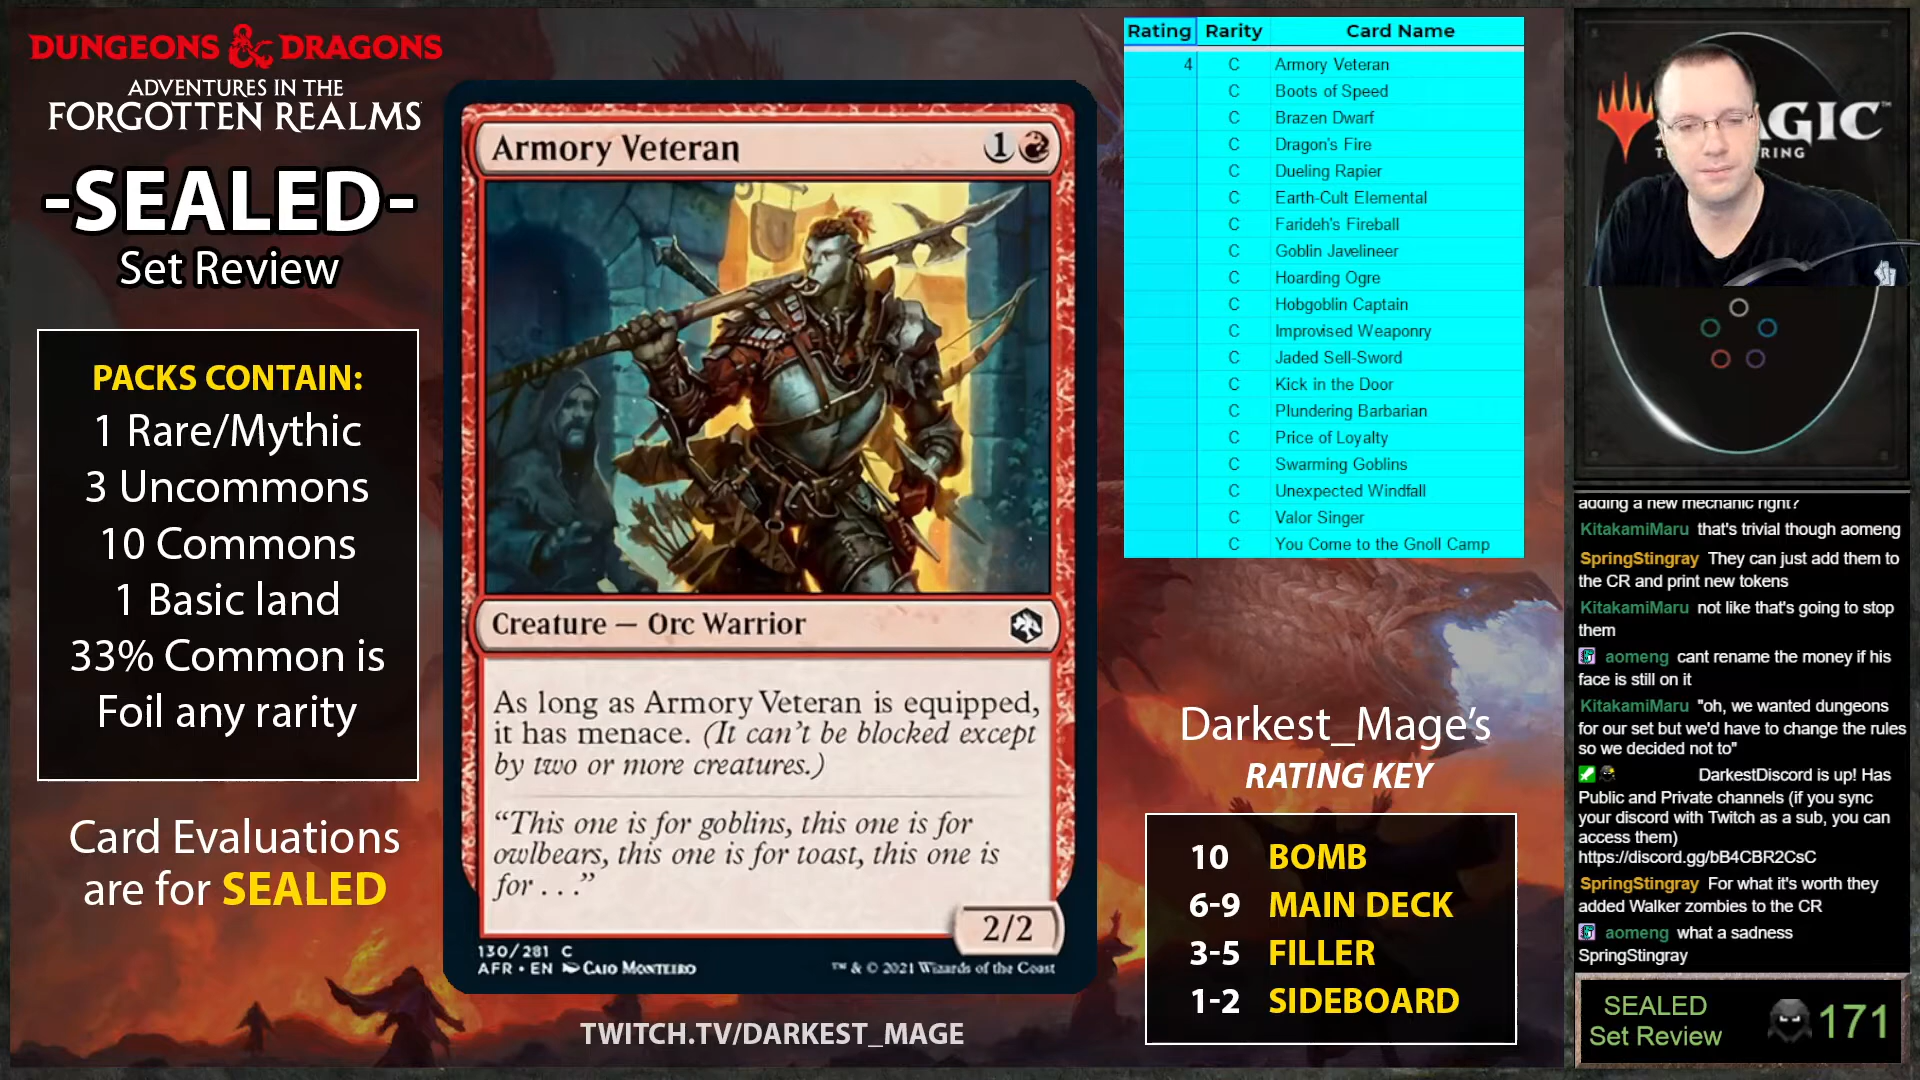 DUNGEONS & DRAGONS
ADVENTURES IN THE
FORGOTTEN REALMS
-SEALED-
Set Review
PACKS CONTAIN:
1 Rare/Mythic
3 Uncommons
10 Commons
1 Basic land
33% Common is
Foil any rarity
Card Evaluations
are for SEALED
Armory Veteran 1
Creature — Orc Warrior
As long as Armory Veteran is equipped,
it has menace. (It can't be blocked except
by two or more creatures.)
“This one is for goblins, this one is for
owlbears, this one is for toast, this one is
for . . .”
2/2
130/281 C
AFR • EN CAIO MONTEIRO
™ & © 2021 Wizards of the Coast
TWITCH.TV/DARKEST_MAGE
Rating Rarity Card Name
4 C Armory Veteran
C Boots of Speed
C Brazen Dwarf
C Dragon's Fire
C Dueling Rapier
C Earth-Cult Elemental
C Farideh's Fireball
C Goblin Javelineer
C Hoarding Ogre
C Hobgoblin Captain
C Improvised Weaponry
C Jaded Sell-Sword
C Kick in the Door
C Plundering Barbarian
C Price of Loyalty
C Swarming Goblins
C Unexpected Windfall
C Valor Singer
C You Come to the Gnoll Camp
Darkest_Mage's
RATING KEY
10 BOMB
6-9 MAIN DECK
3-5 FILLER
1-2 SIDEBOARD
adding a new mechanic right?
KitakamiMaru that's trivial though aomeng
SpringStingray They can just add them to
the CR and print new tokens
KitakamiMaru not like that's going to stop
them
aomeng cant rename the money if his
face is still on it
KitakamiMaru "oh, we wanted dungeons
for our set but we'd have to change the rules
so we decided not to"
DarkestDiscord is up! Has
Public and Private channels (if you sync
your discord with Twitch as a sub, you can
access them)
https://discord.gg/bB4CBR2CsC
SpringStingray For what it's worth they
added Walker zombies to the CR
aomeng what a sadness
SpringStingray
SEALED
Set Review
171